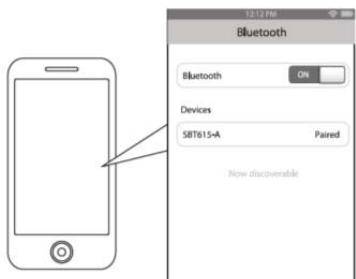 12:12 PM
Bluetooth
Bluetooth ON
Devices
SBT615-A Paired
Now discoverable